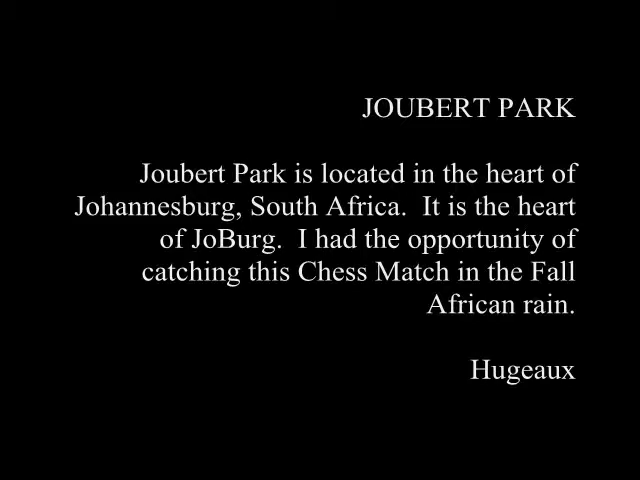 JOUBERT PARK
Joubert Park is located in the heart of
Johannesburg, South Africa.  It is the heart
of JoBurg.  I had the opportunity of
catching this Chess Match in the Fall
African rain.
Hugeaux